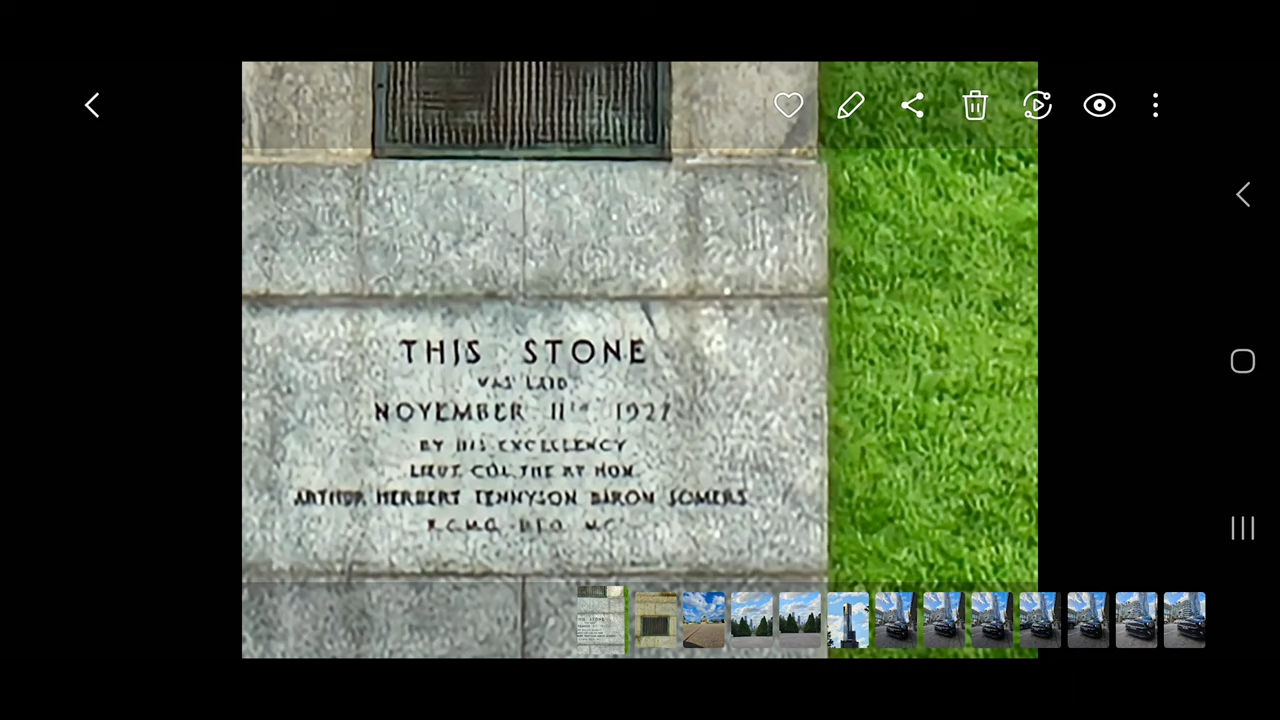 THIS STONE
WAS LAID
NOVEMBER 11TH 1927
BY HIS EXCELLENCY
LIEUT. COL. THE RT HON.
ARTHUR HERBERT TENNYSON BARON SOMERS
K.C.M.G. D.S.O. M.C.